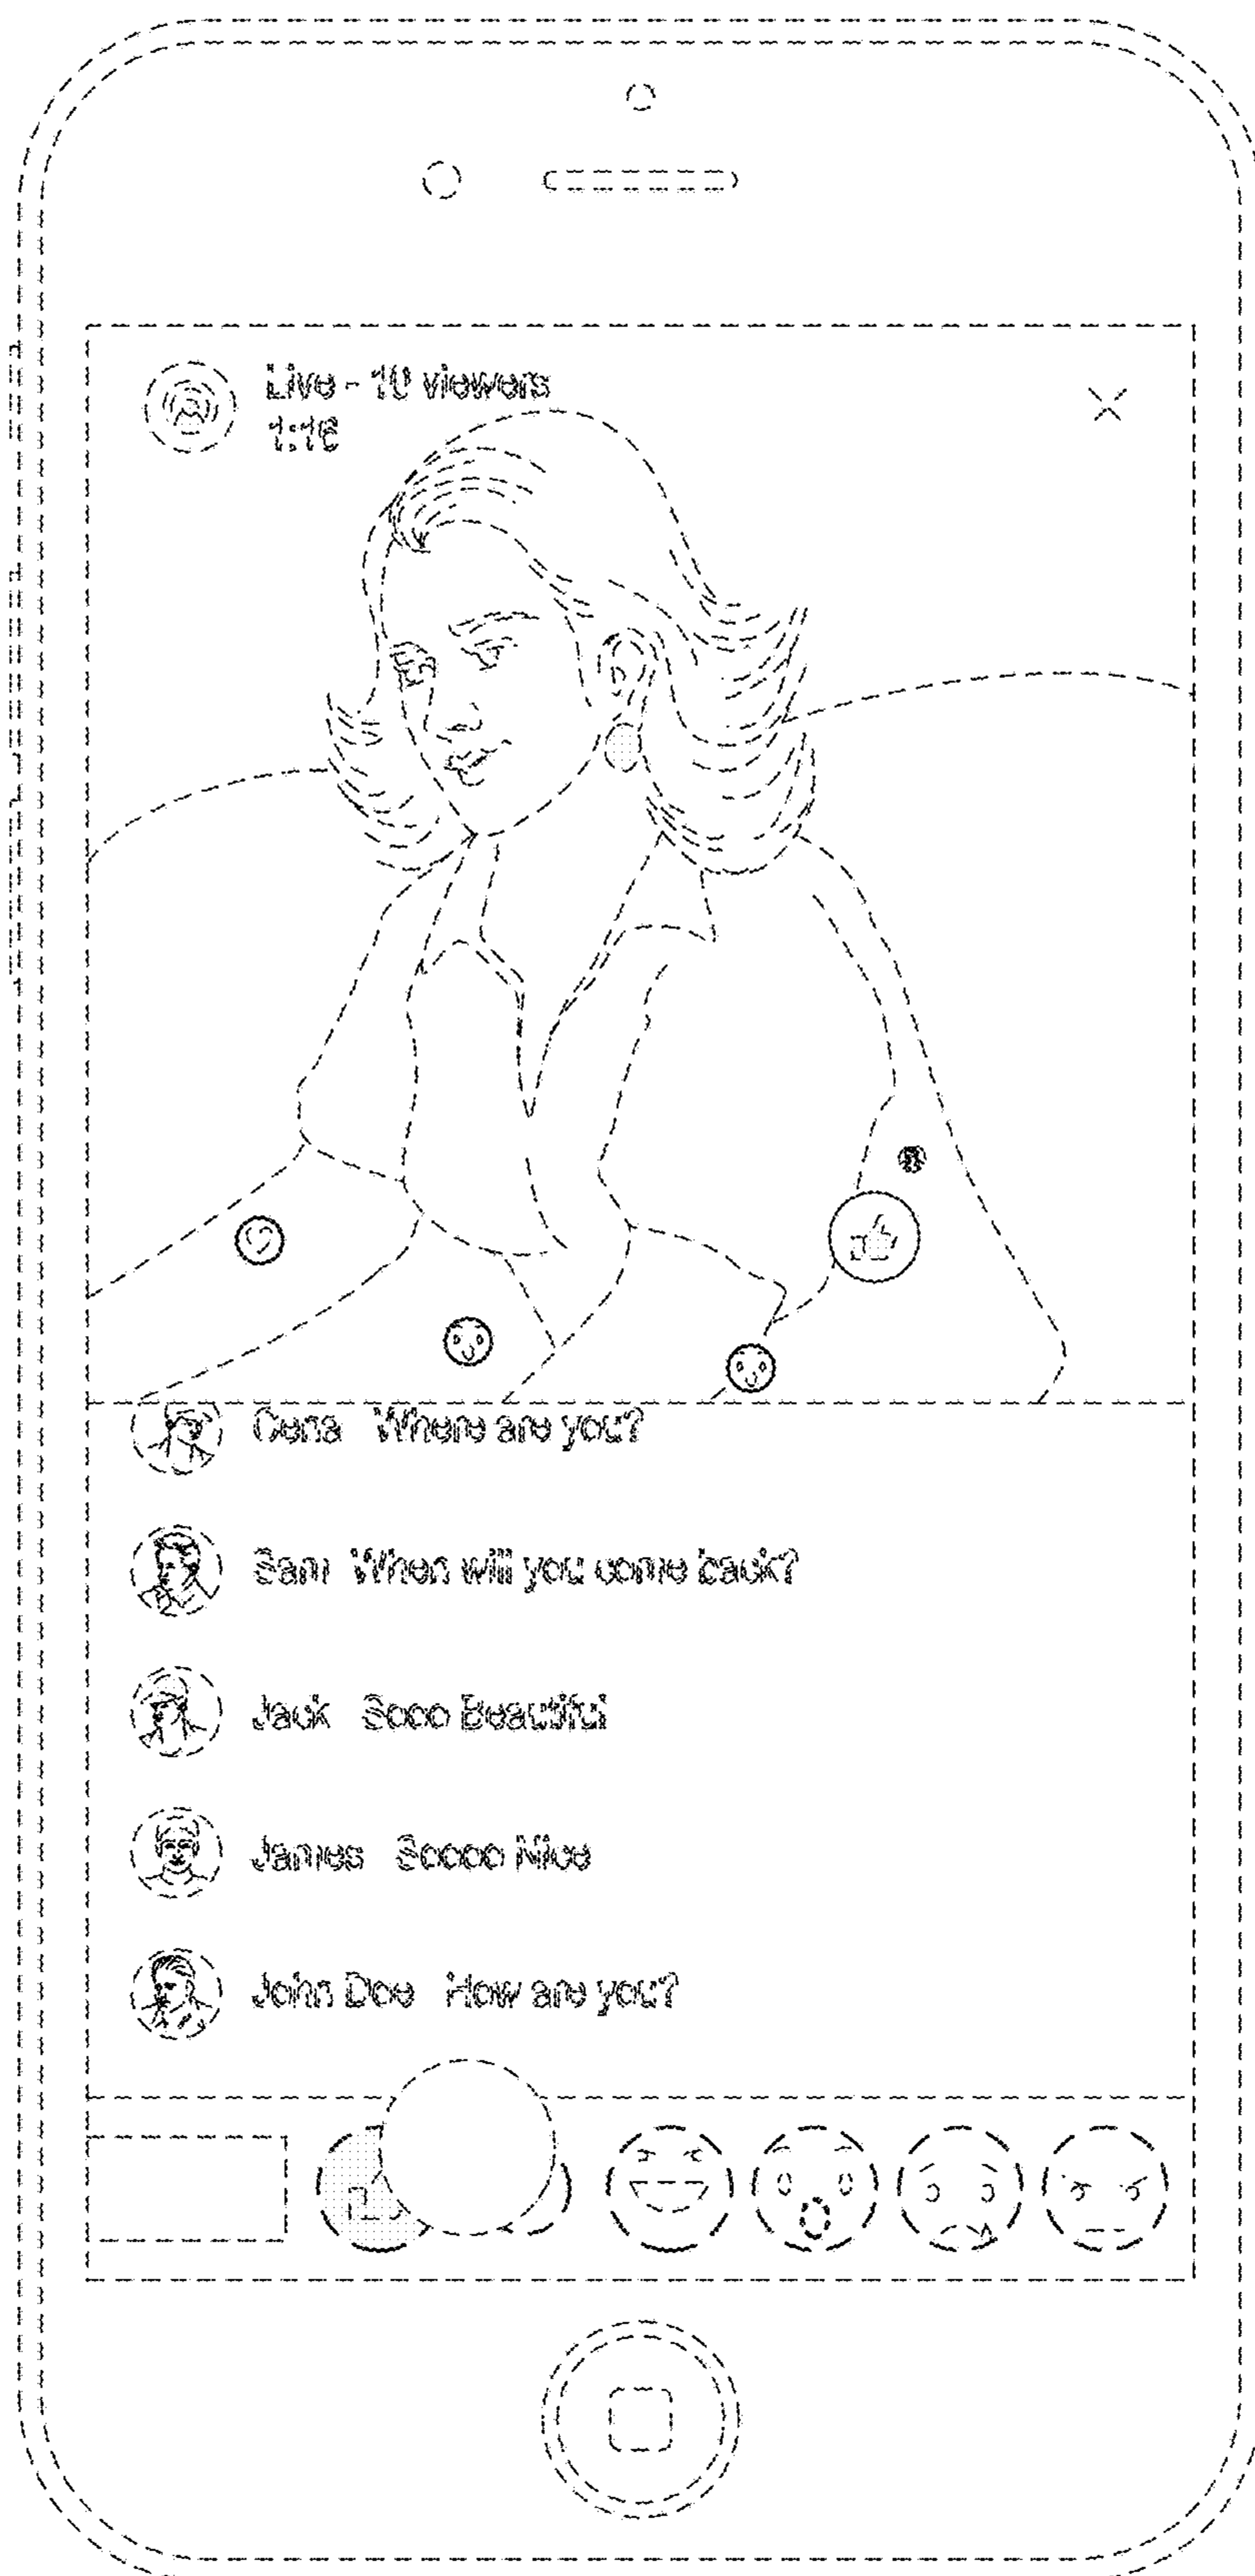 Live - 10 viewers
1:16
Cena Where are you?
Sam When will you come back?
Jack Sooo Beautiful
James Soooo Nice
John Doe How are you?